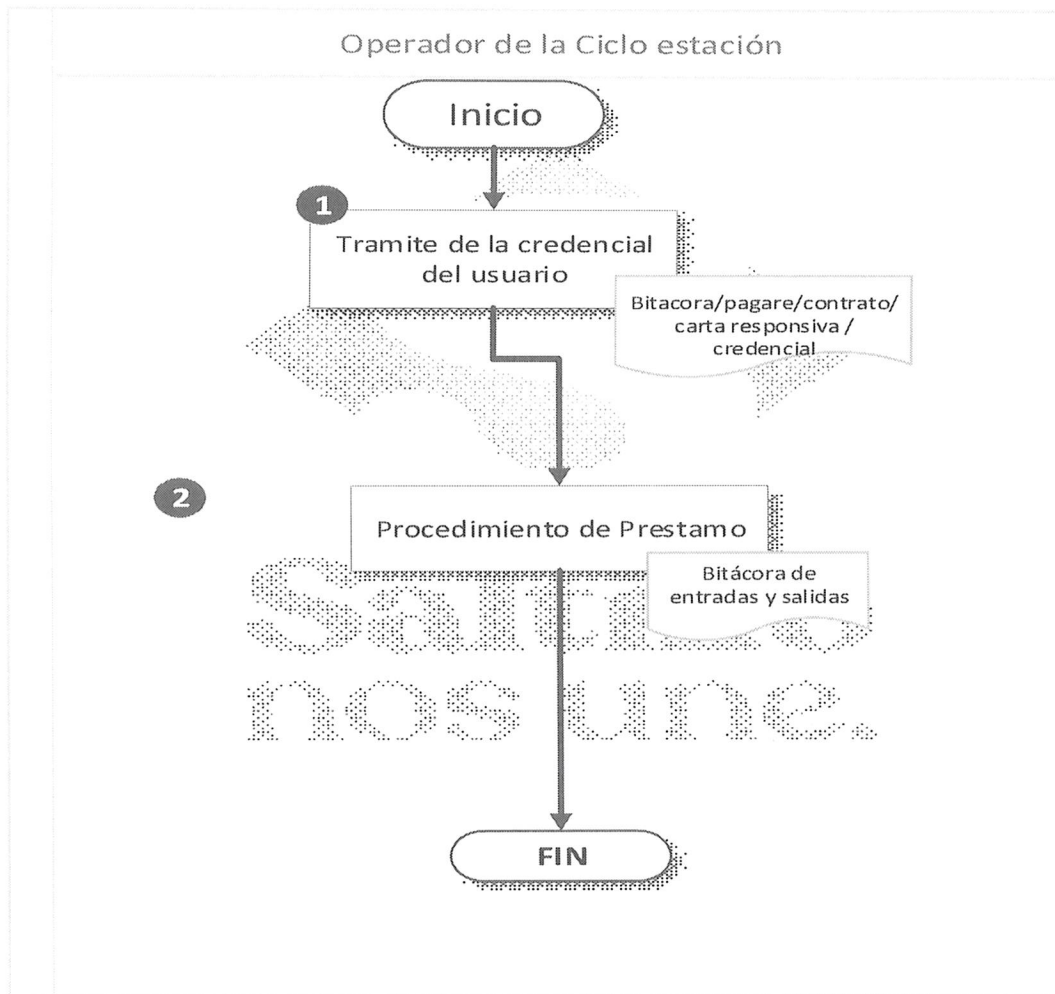 Operador de la Ciclo estación
Inicio
1
Tramite de la credencial
del usuario
Bitacora/pagare/contrato/
carta responsiva /
credencial
2
Procedimiento de Prestamo
Bitácora de
entradas y salidas
nos une.
FIN